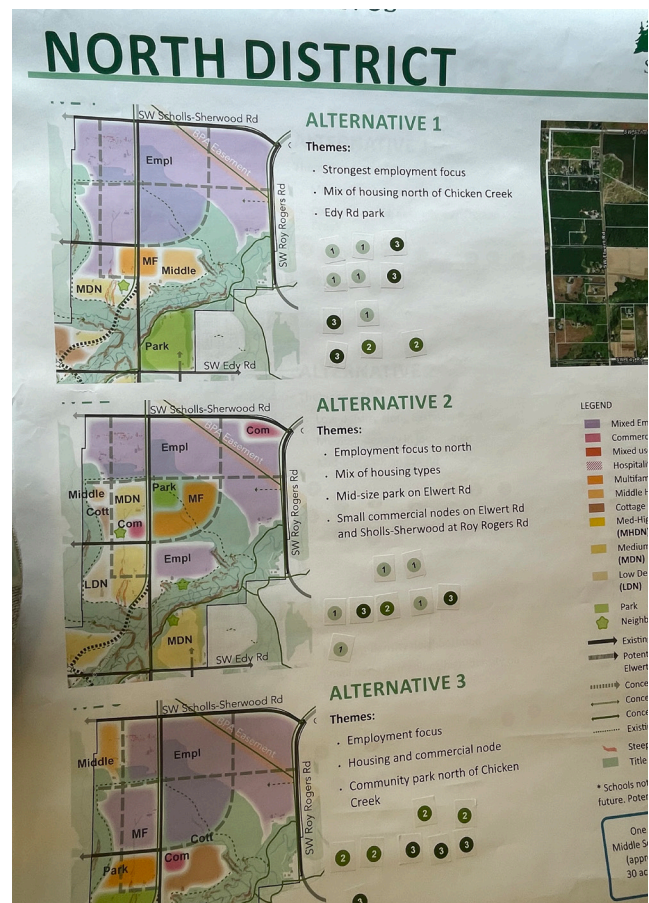 NORTH DISTRICT
SW Scholls-Sherwood Rd
BPA Easement
Empl
SW Roy Rogers Rd
MF
Middle
MDN
Park
SW Edy Rd
ALTERNATIVE 1
Themes:
· Strongest employment focus
· Mix of housing north of Chicken Creek
· Edy Rd park
1 1 3
1 1 3
3 1
3 2 2
SW Scholls-Sherwood Rd
Com
BPA Easement
Empl
SW Roy Rogers Rd
Middle
MDN
Park
MF
Cott
Com
Empl
LDN
MDN
SW Edy Rd
ALTERNATIVE 2
Themes:
· Employment focus to north
· Mix of housing types
· Mid-size park on Elwert Rd
· Small commercial nodes on Elwert Rd
and Sholls-Sherwood at Roy Rogers Rd
1 1
1 3 2 1 3
1
SW Scholls-Sherwood Rd
BPA Easement
Middle
Empl
SW Roy Rogers Rd
MF
Cott
Com
Park
ALTERNATIVE 3
Themes:
· Employment focus
· Housing and commercial node
· Community park north of Chicken
Creek
2 2
2 2 3 3 3
LEGEND
Mixed Em
Commerc
Mixed us
Hospitali
Multifam
Middle H
Cottage
Med-Hig
(MHDN
Medium
(MDN)
Low De
(LDN)
Park
Neighb
Existin
Poten
Elwert
Conce
Conce
Conce
Existi
Steep
Title
* Schools not
future. Poten
One
Middle S
(appr
30 ac